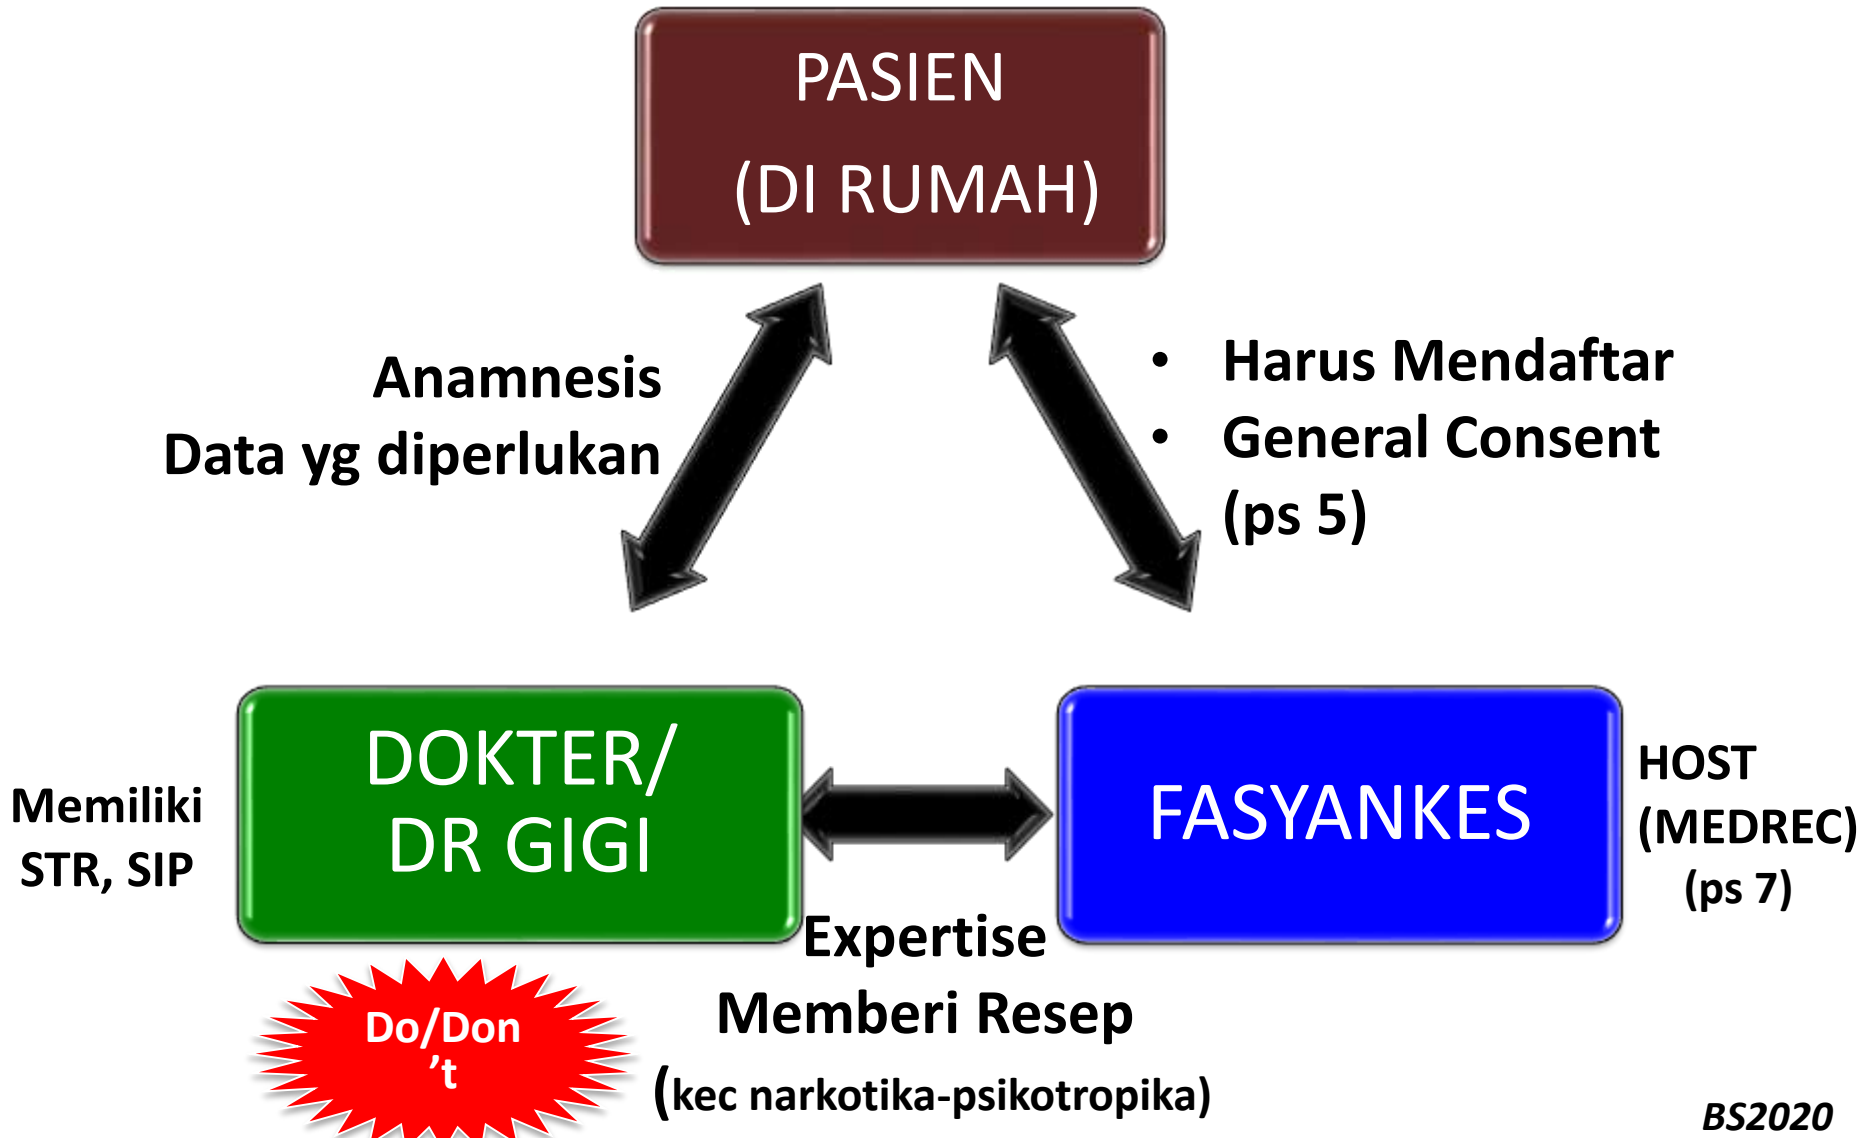 PASIEN
(DI RUMAH)
Anamnesis
Data yg diperlukan
• Harus Mendaftar
• General Consent
(ps 5)
DOKTER/
DR GIGI
Memiliki
STR, SIP
FASYANKES
HOST
(MEDREC)
(ps 7)
Expertise
Memberi Resep
(kec narkotika-psikotropika)
Do/Don
’t
BS2020